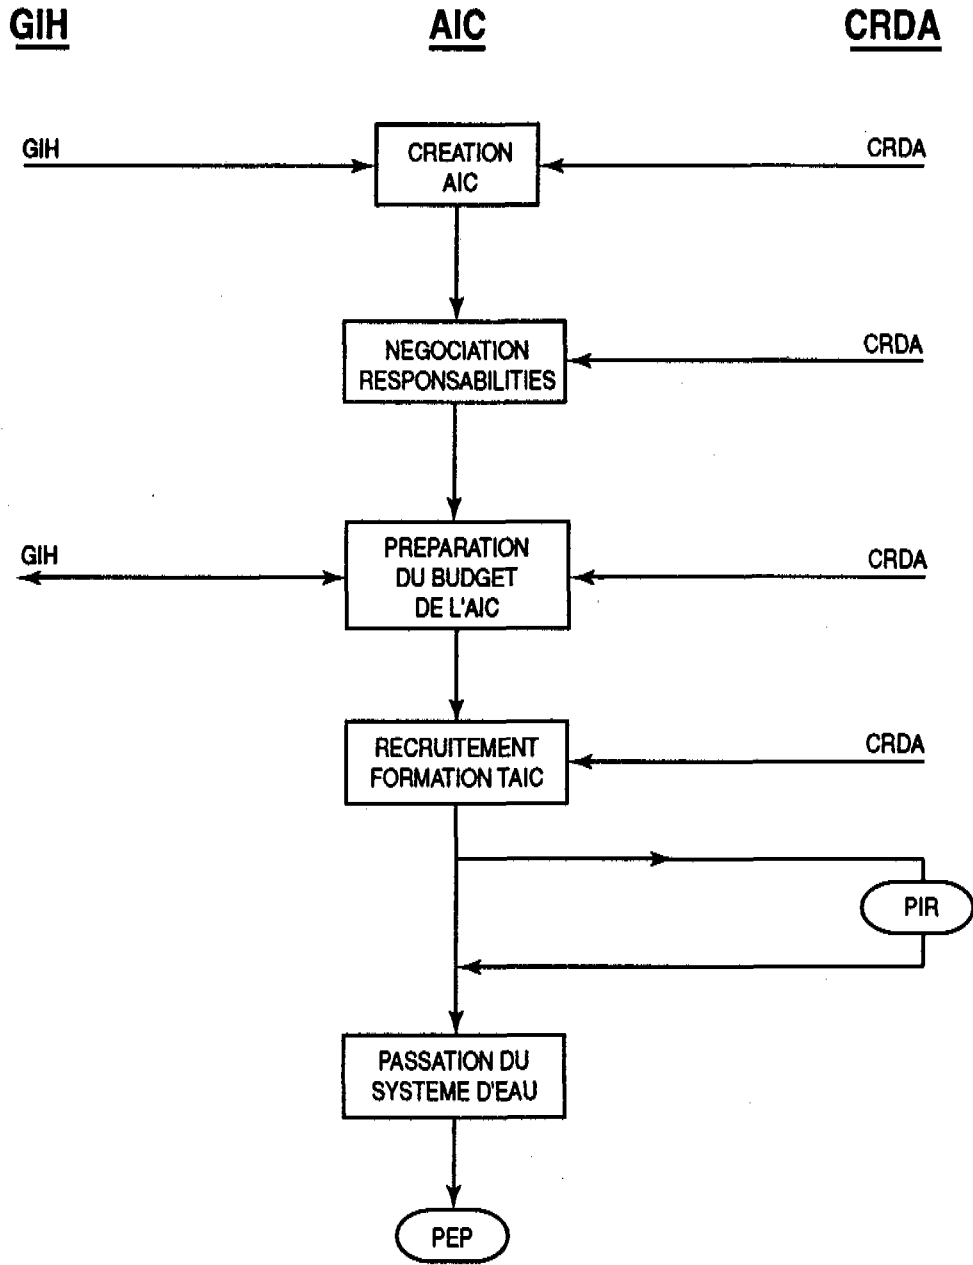 GIH
AIC
CRDA
GIH
CREATION
AIC
CRDA
NEGOCIATION
RESPONSABILITIES
CRDA
GIH
PREPARATION
DU BUDGET
DE L'AIC
CRDA
RECRUITEMENT
FORMATION TAIC
CRDA
PIR
PASSATION DU
SYSTEME D'EAU
PEP